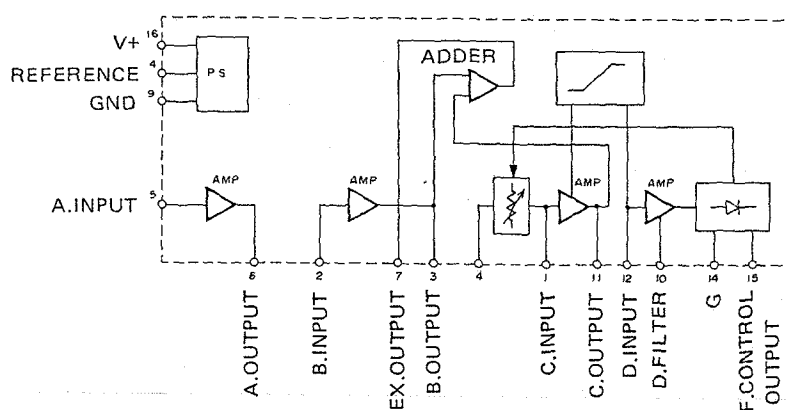 V+ 16
REFERENCE 4
GND 9
PS
ADDER
A.INPUT 5
AMP
AMP
AMP
AMP
6
2
7
3
4
1
11
12
10
14
15
A.OUTPUT
B.INPUT
EX.OUTPUT
B.OUTPUT
C.INPUT
C.OUTPUT
D.INPUT
D.FILTER
G
F.CONTROL
OUTPUT